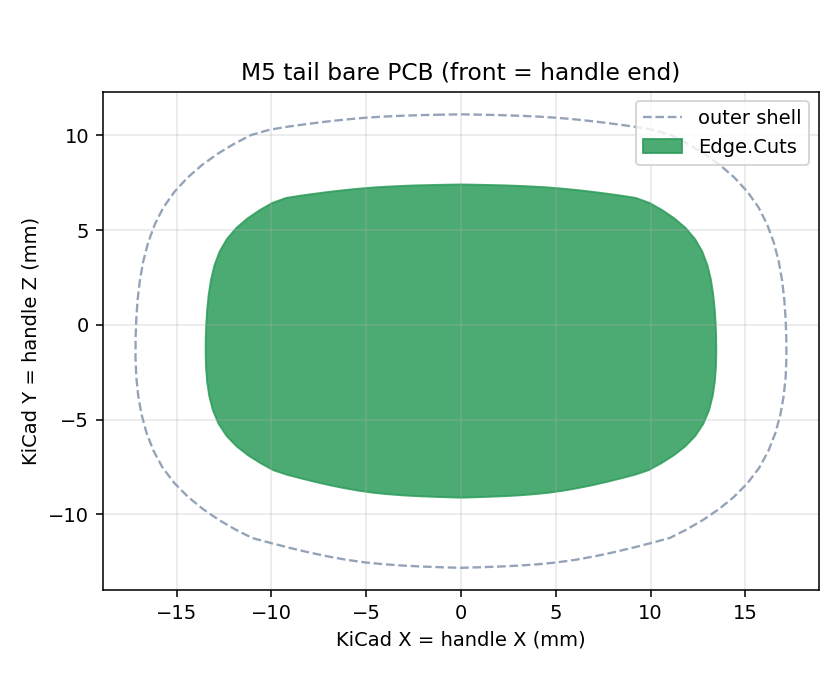 M5 tail bare PCB (front = handle end)
outer shell
Edge.Cuts
KiCad Y = handle Z (mm)
10
5
0
−5
−10
−15
−10
−5
0
5
10
15
KiCad X = handle X (mm)